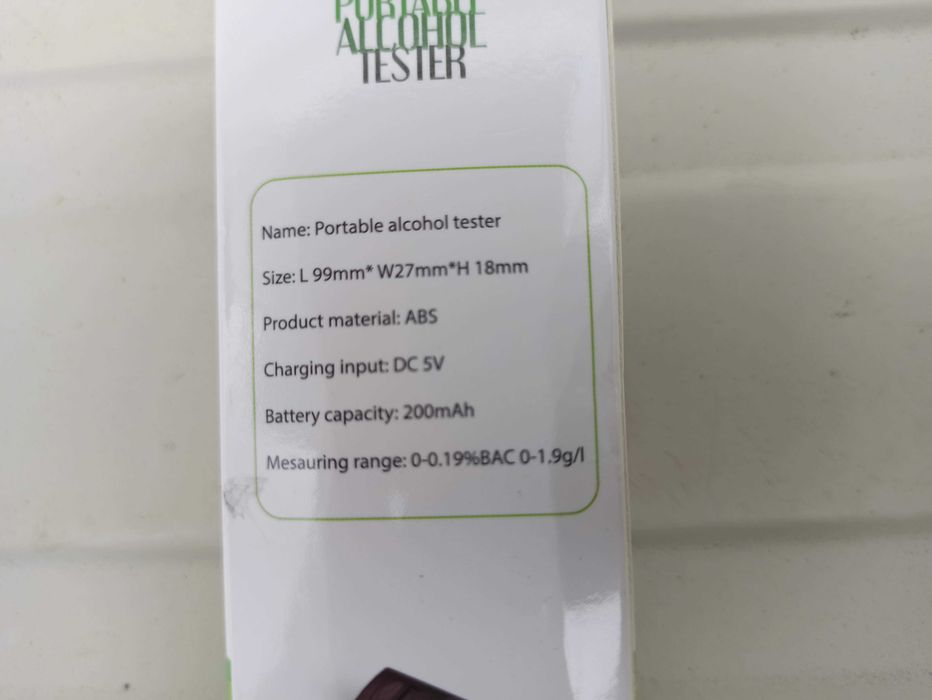 PORTABLE
ALCOHOL
TESTER
Name: Portable alcohol tester
Size: L 99mm* W27mm*H 18mm
Product material: ABS
Charging input: DC 5V
Battery capacity: 200mAh
Mesauring range: 0-0.19%BAC 0-1.9g/l